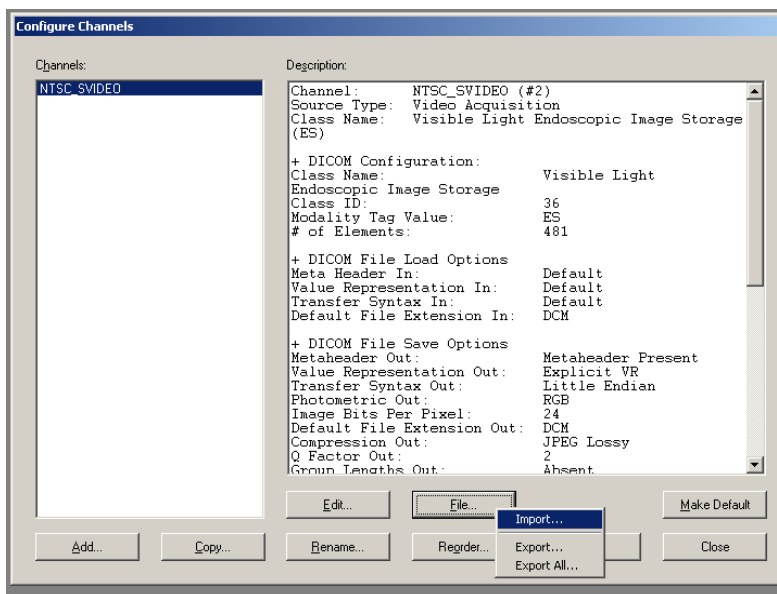 Configure Channels
Channels:
Description:
NTSC_SVIDEO
Channel: NTSC_SVIDEO (#2)
Source Type: Video Acquisition
Class Name: Visible Light Endoscopic Image Storage
(ES)
+ DICOM Configuration:
Class Name: Visible Light
Endoscopic Image Storage
Class ID: 36
Modality Tag Value: ES
# of Elements: 481
+ DICOM File Load Options
Meta Header In: Default
Value Representation In: Default
Transfer Syntax In: Default
Default File Extension In: DCM
+ DICOM File Save Options
Metaheader Out: Metaheader Present
Value Representation Out: Explicit VR
Transfer Syntax Out: Little Endian
Photometric Out: RGB
Image Bits Per Pixel: 24
Default File Extension Out: DCM
Compression Out: JPEG Lossy
Q Factor Out: 2
Group Lengths Out: Absent
Edit...
File...
Make Default
Import...
Export...
Export All...
Add...
Copy...
Rename...
Reorder...
Close